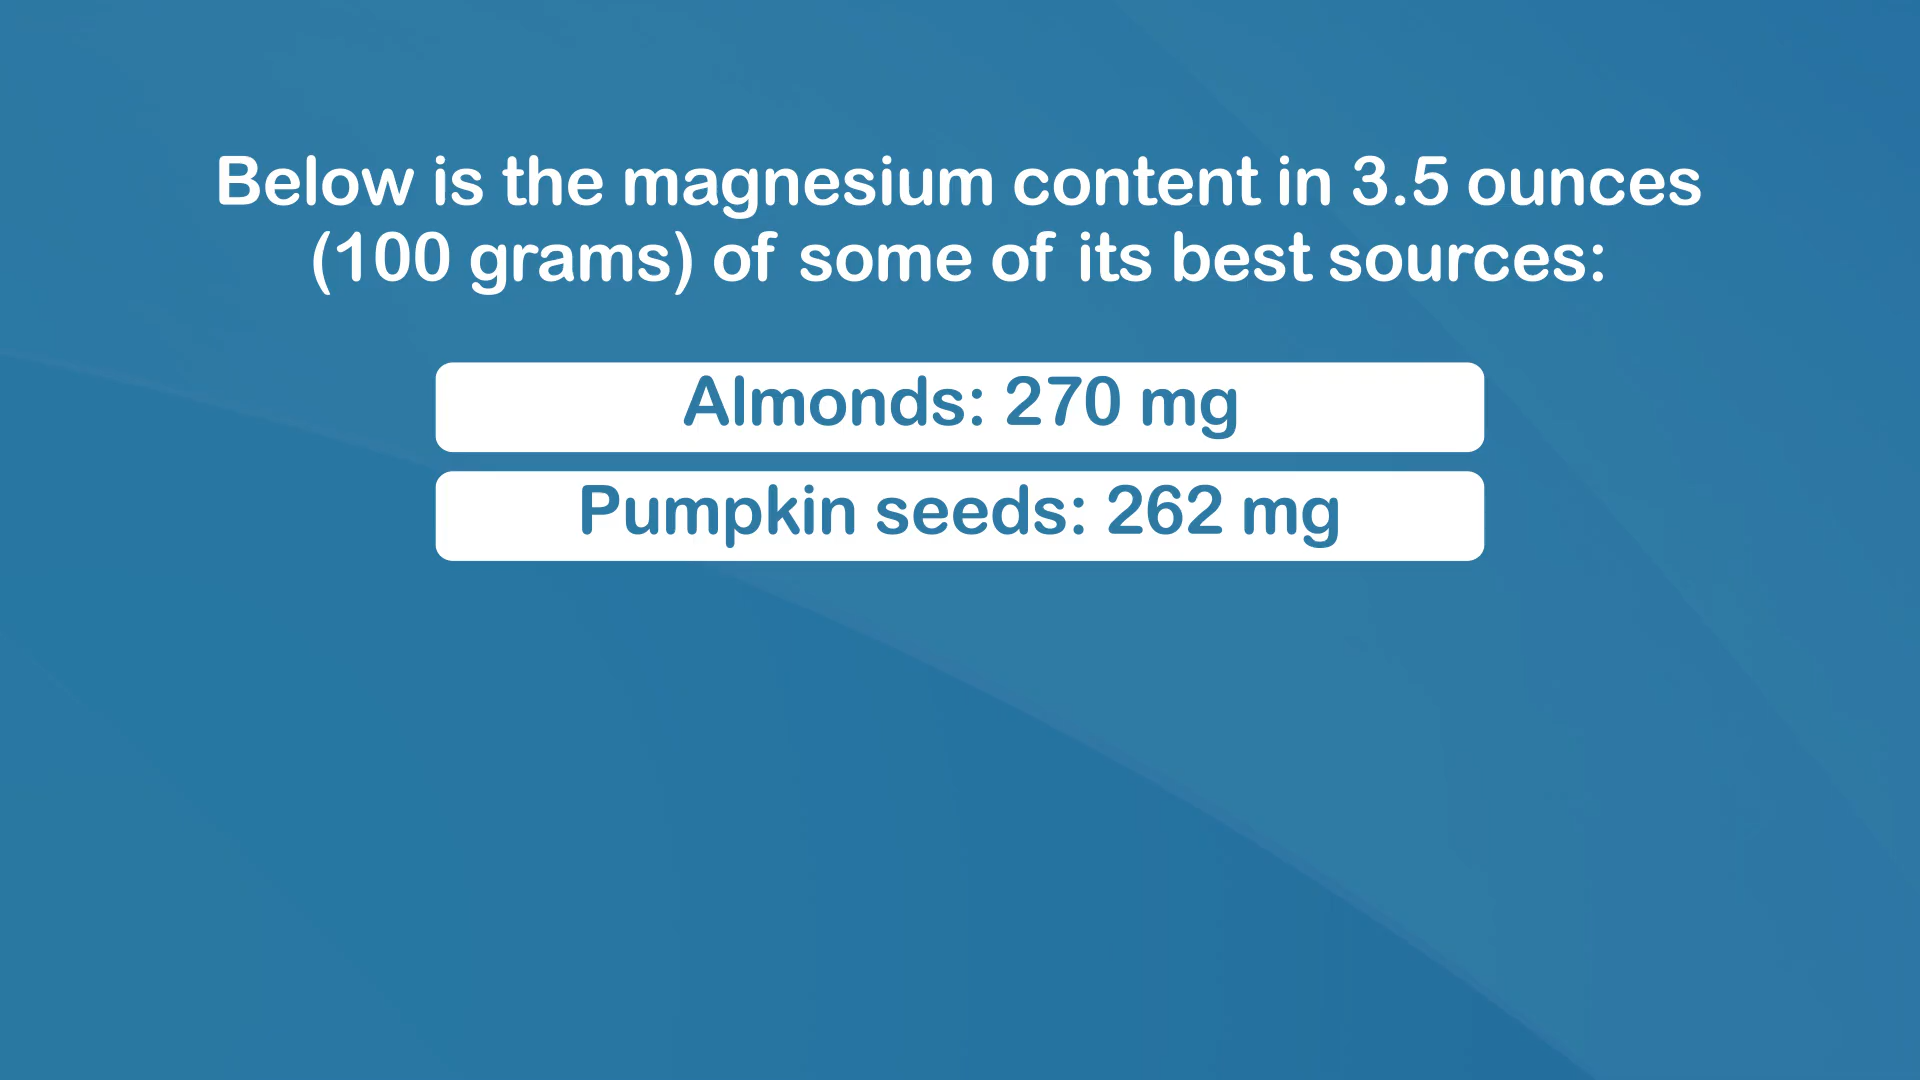 Below is the magnesium content in 3.5 ounces
(100 grams) of some of its best sources:
Almonds: 270 mg
Pumpkin seeds: 262 mg